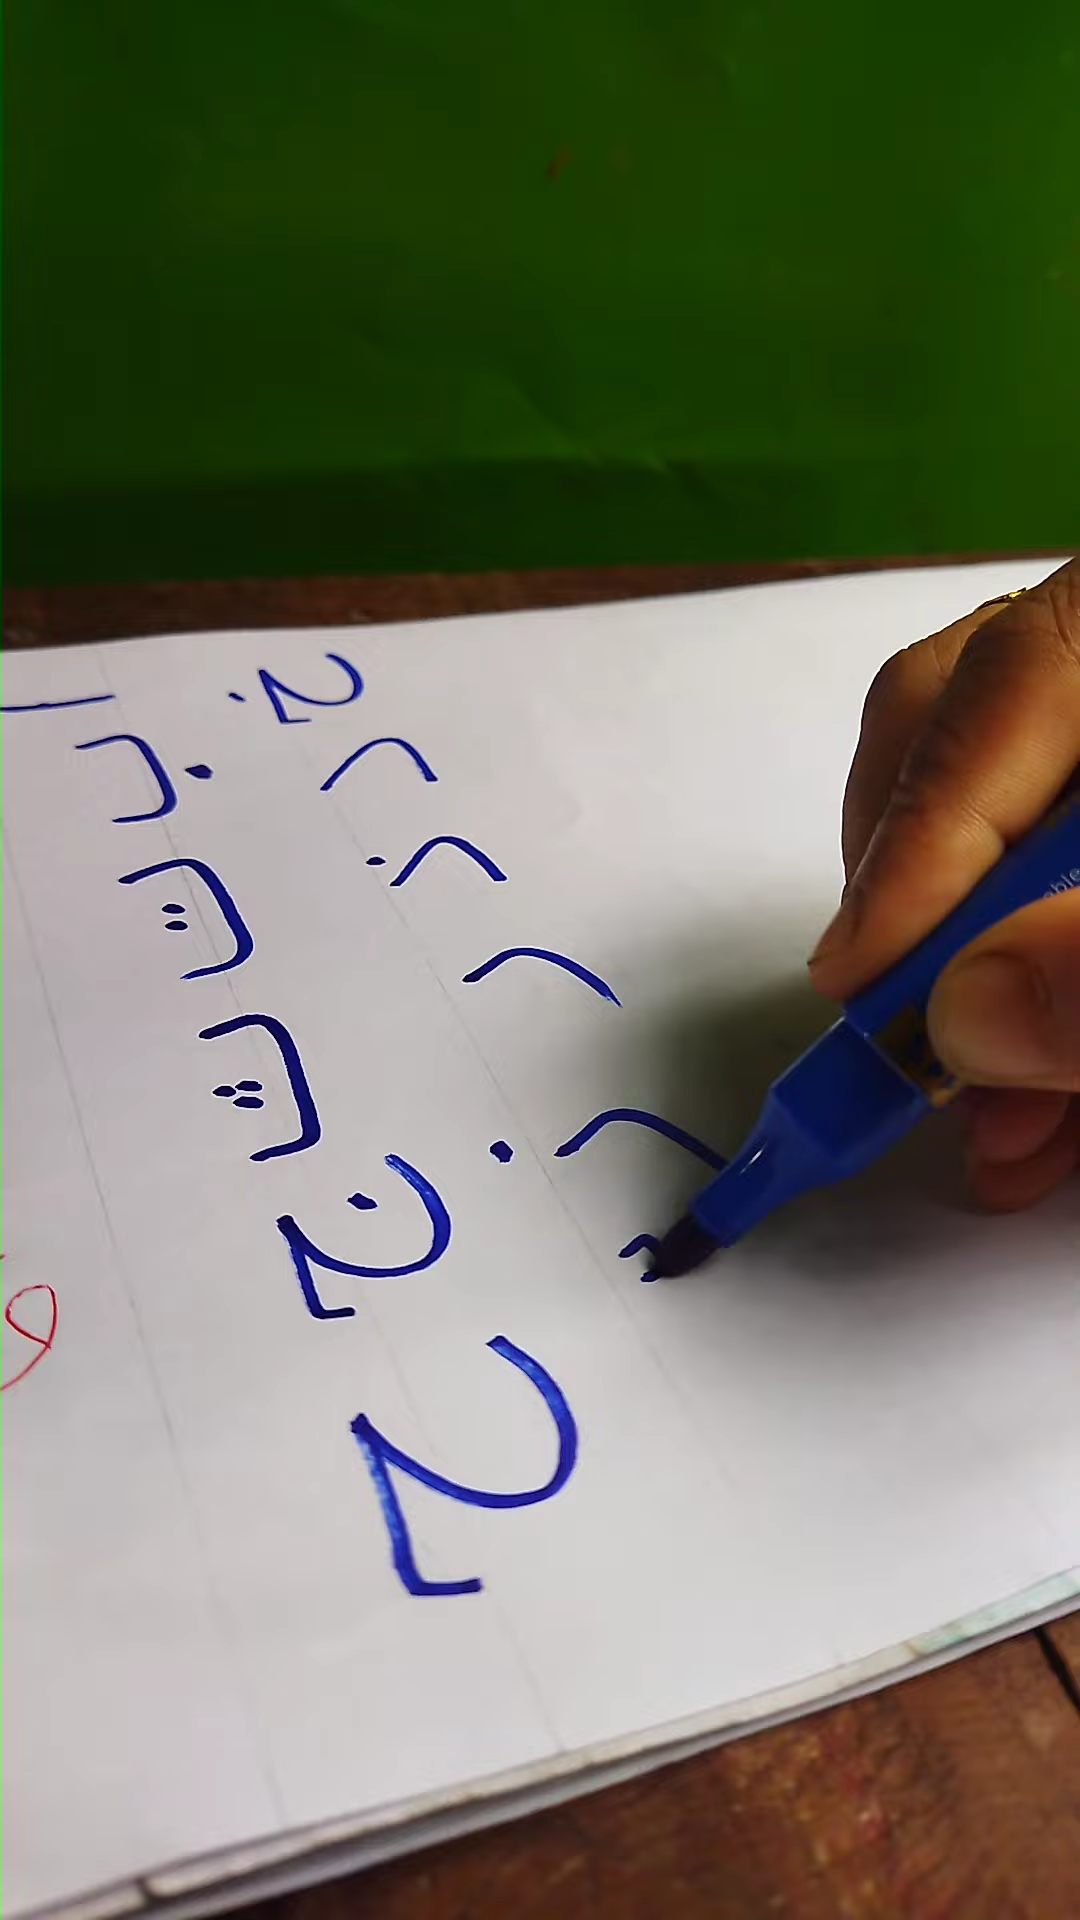 ا ب ت ث ج ح
خ د ذ ر ز